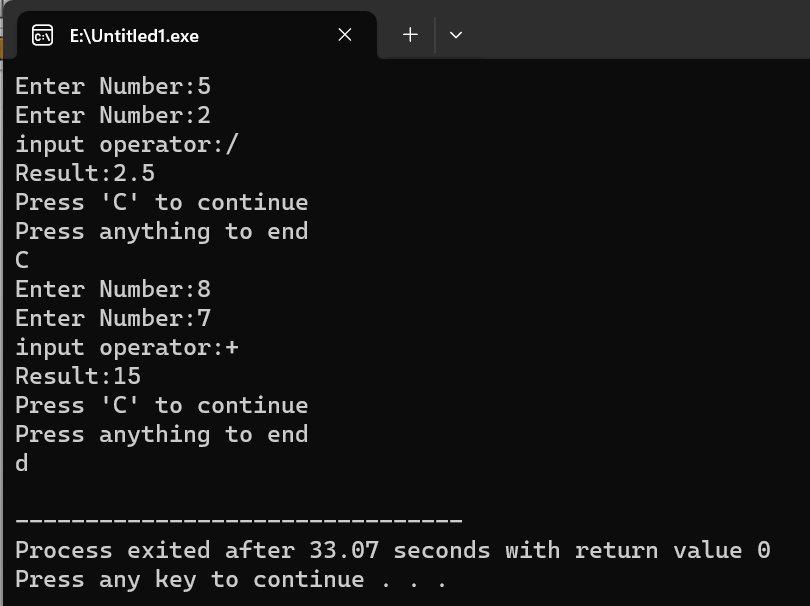 E:\Untitled1.exe
Enter Number:5
Enter Number:2
input operator:/
Result:2.5
Press 'C' to continue
Press anything to end
C
Enter Number:8
Enter Number:7
input operator:+
Result:15
Press 'C' to continue
Press anything to end
d
--------------------------------
Process exited after 33.07 seconds with return value 0
Press any key to continue . . .